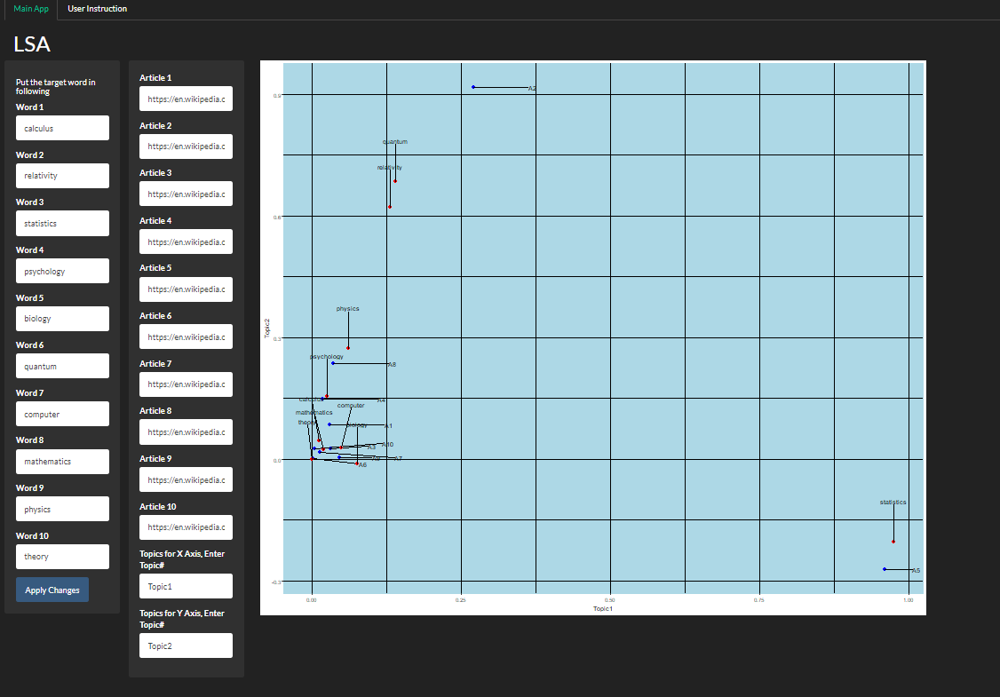 Main App
User Instruction
LSA
Put the target word in
following
Word 1
calculus
Word 2
relativity
Word 3
statistics
Word 4
psychology
Word 5
biology
Word 6
quantum
Word 7
computer
Word 8
mathematics
Word 9
physics
Word 10
theory
Apply Changes
Article 1
https://en.wikipedia.c
Article 2
https://en.wikipedia.c
Article 3
https://en.wikipedia.c
Article 4
https://en.wikipedia.c
Article 5
https://en.wikipedia.c
Article 6
https://en.wikipedia.c
Article 7
https://en.wikipedia.c
Article 8
https://en.wikipedia.c
Article 9
https://en.wikipedia.c
Article 10
https://en.wikipedia.c
Topics for X Axis, Enter
Topic#
Topic1
Topics for Y Axis, Enter
Topic#
Topic2
A2
0.9
quantum
relativity
0.6
physics
Topic2
0.3
psychology
A8
calculus
A4
computer
mathematics
theory
biology
A1
A10
A3
0.0
A9
A7
A6
statistics
A5
-0.3
0.00
0.25
0.50
0.75
1.00
Topic1